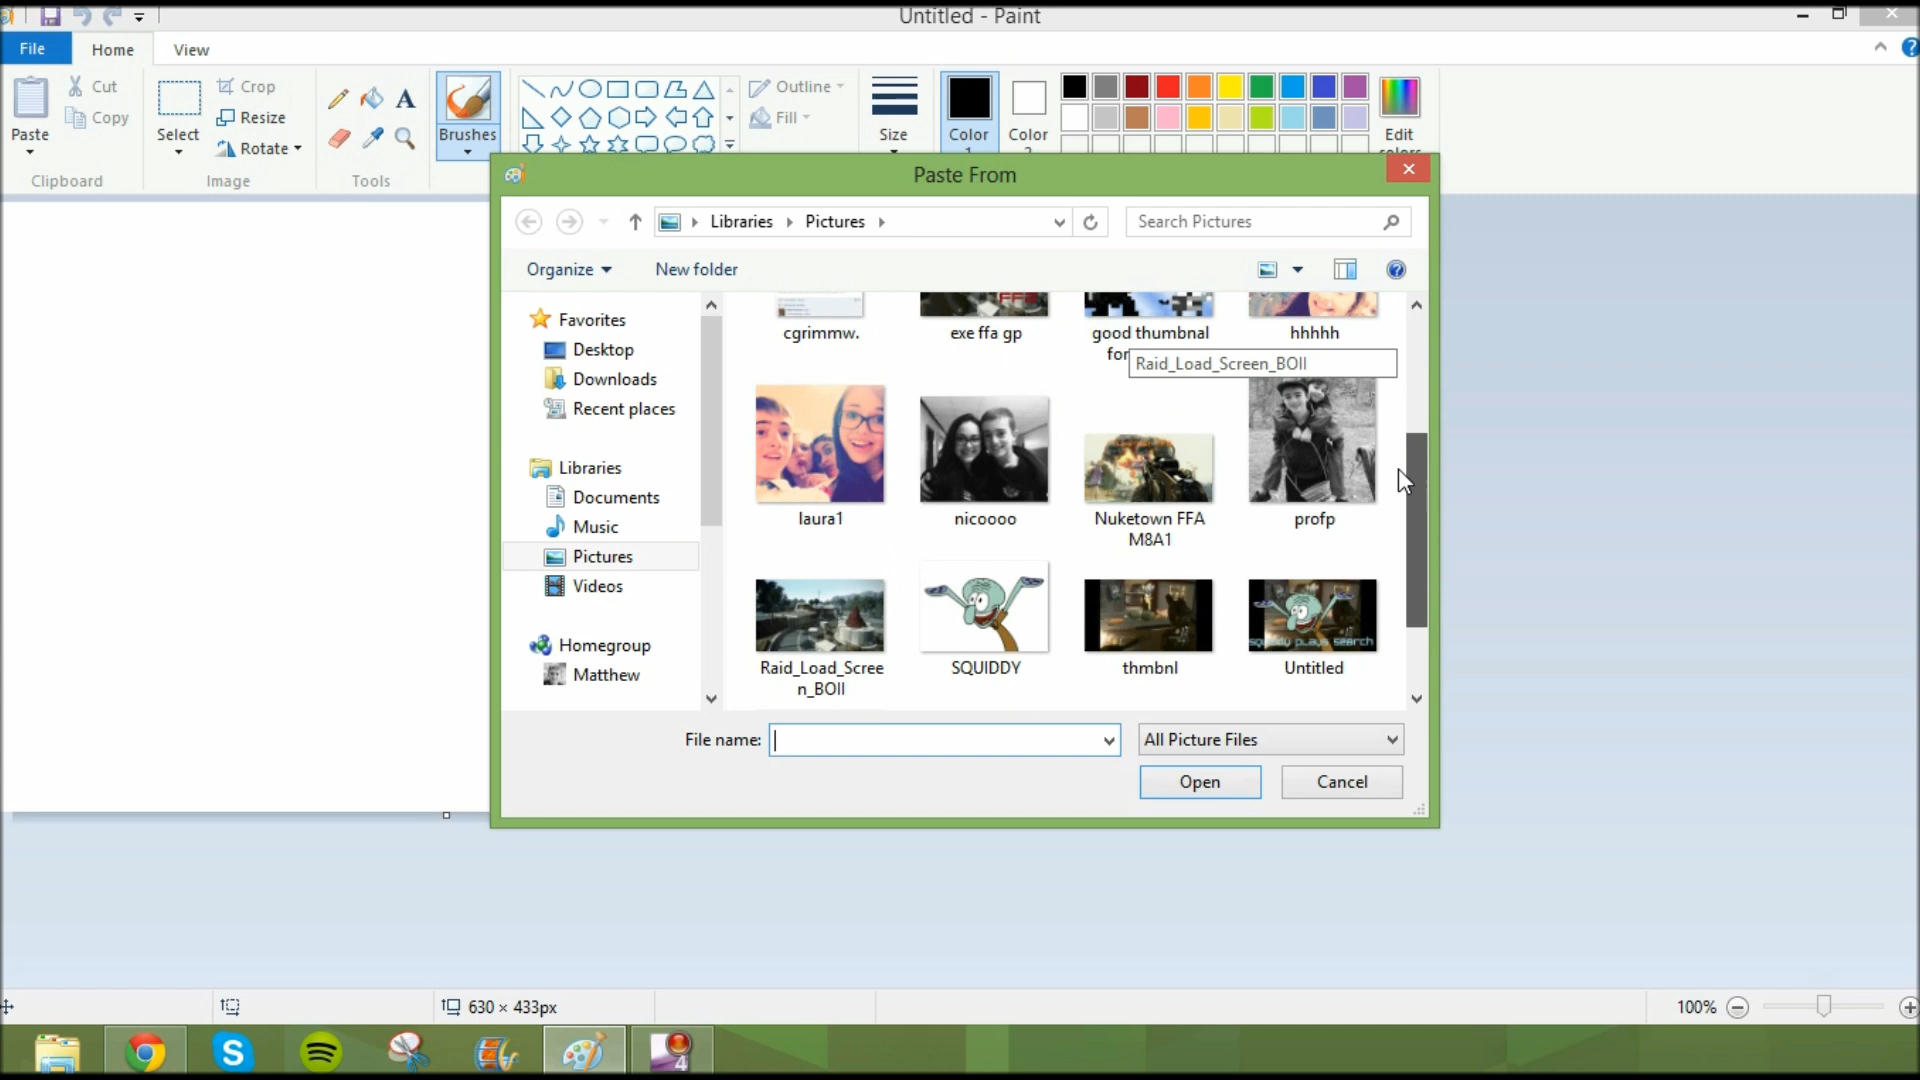 Untitled - Paint
File
Home
View
Paste
Cut
Copy
Clipboard
Select
Crop
Resize
Rotate
Image
A
Tools
Brushes
Outline
Fill
Size
Color
Color
Edit
Paste From
Libraries
Pictures
Search Pictures
Organize
New folder
Favorites
Desktop
Downloads
Recent places
Libraries
Documents
Music
Pictures
Videos
Homegroup
Matthew
cgrimmw.
exe ffa gp
good thumbnal
for
hhhhh
Raid_Load_Screen_BOII
laura1
nicoooo
Nuketown FFA
M8A1
profp
Raid_Load_Scree
n_BOII
SQUIDDY
thmbnl
squiddy plays search
Untitled
File name:
All Picture Files
Open
Cancel
630 × 433px
100%